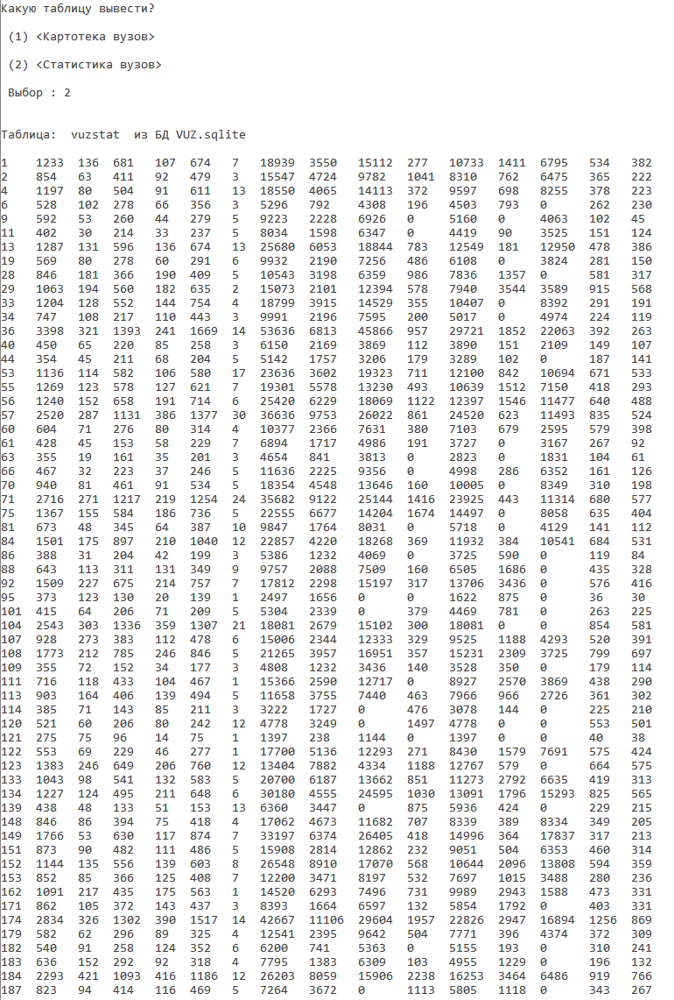 Какую таблицу вывести?
(1) <Картотека вузов>
(2) <Статистика вузов>
Выбор : 2
Таблица:  vuzstat  из БД VUZ.sqlite
1 1233 136 681 107 674 7 18939 3550 15112 277 10733 1411 6795 534 382
2 854 63 411 92 479 3 15547 4724 9782 1041 8310 762 6475 365 222
4 1197 80 504 91 611 13 18550 4065 14113 372 9597 698 8255 378 223
6 528 102 278 66 356 3 5296 792 4308 196 4503 793 0 262 230
9 592 53 260 44 279 5 9223 2228 6926 0 5160 0 4063 102 45
11 402 30 214 33 237 5 8034 1598 6347 0 4419 90 3525 151 124
13 1287 131 596 136 674 13 25680 6053 18844 783 12549 181 12950 478 386
19 569 80 278 60 291 6 9932 2190 7256 486 6108 0 3824 281 150
28 846 181 366 190 409 5 10543 3198 6359 986 7836 1357 0 581 317
29 1063 194 560 182 635 2 15073 2101 12394 578 7940 3544 3589 915 568
33 1204 128 552 144 754 4 18799 3915 14529 355 10407 0 8392 291 191
34 747 108 217 110 443 3 9991 2196 7595 200 5017 0 4974 224 119
36 3398 321 1393 241 1669 14 53636 6813 45866 957 29721 1852 22063 392 263
40 450 65 220 85 258 3 6150 2169 3869 112 3890 151 2109 149 107
44 354 45 211 68 204 5 5142 1757 3206 179 3289 102 0 187 141
53 1136 114 582 106 580 17 23636 3602 19323 711 12100 842 10694 671 533
55 1269 123 578 127 621 7 19301 5578 13230 493 10639 1512 7150 418 293
56 1240 152 658 191 714 6 25420 6229 18069 1122 12397 1546 11477 640 488
57 2520 287 1131 386 1377 30 36636 9753 26022 861 24520 623 11493 835 524
60 604 71 276 80 314 4 10377 2366 7631 380 7103 679 2595 579 398
61 428 45 153 58 229 7 6894 1717 4986 191 3727 0 3167 267 92
63 355 19 161 35 201 3 4654 841 3813 0 2823 0 1831 104 61
66 467 32 223 37 246 5 11636 2225 9356 0 4998 286 6352 161 126
70 940 81 461 91 534 5 18354 4548 13646 160 10005 0 8349 310 198
71 2716 271 1217 219 1254 24 35682 9122 25144 1416 23925 443 11314 680 577
75 1367 155 584 186 736 5 22555 6677 14204 1674 14497 0 8058 635 404
81 673 48 345 64 387 10 9847 1764 8031 0 5718 0 4129 141 112
84 1501 175 897 210 1040 12 22857 4220 18268 369 11932 384 10541 684 531
86 388 31 204 42 199 3 5386 1232 4069 0 3725 590 0 119 84
88 643 113 311 131 349 9 9757 2088 7509 160 6505 1686 0 435 328
92 1509 227 675 214 757 7 17812 2298 15197 317 13706 3436 0 576 416
95 373 123 130 20 139 1 2497 1656 0 0 1622 875 0 36 30
101 415 64 206 71 209 5 5304 2339 0 379 4469 781 0 263 225
104 2543 303 1336 359 1307 21 18081 2679 15102 300 18081 0 0 854 581
107 928 273 383 112 478 6 15006 2344 12333 329 9525 1188 4293 520 391
108 1773 212 785 246 846 5 21265 3957 16951 357 15231 2309 3725 799 697
109 355 72 152 34 177 3 4808 1232 3436 140 3528 350 0 179 114
111 716 118 433 104 467 1 15366 2590 12717 0 8927 2570 3869 438 290
113 903 164 406 139 494 5 11658 3755 7440 463 7966 966 2726 361 302
114 385 71 143 85 211 3 3222 1727 0 476 3078 144 0 225 210
120 521 60 206 80 242 12 4778 3249 0 1497 4778 0 0 553 501
121 275 75 96 14 75 1 1397 238 1144 0 1397 0 0 40 38
122 553 69 229 46 277 1 17700 5136 12293 271 8430 1579 7691 575 424
123 1383 246 649 206 760 12 13404 7882 4334 1188 12767 579 0 664 575
133 1043 98 541 132 583 5 20700 6187 13662 851 11273 2792 6635 419 313
134 1227 124 495 211 648 6 30180 4555 24595 1030 13091 1796 15293 825 565
139 438 48 133 51 153 13 6360 3447 0 875 5936 424 0 229 215
148 846 86 394 75 418 4 17062 4673 11682 707 8339 389 8334 349 205
149 1766 53 630 117 874 7 33197 6374 26405 418 14996 364 17837 317 213
151 873 90 482 111 486 5 15908 2814 12862 232 9051 504 6353 460 314
152 1144 135 556 139 603 8 26548 8910 17070 568 10644 2096 13808 594 359
153 852 85 366 125 408 7 12200 3471 8197 532 7697 1015 3488 280 236
162 1091 217 435 175 563 1 14520 6293 7496 731 9989 2943 1588 473 331
171 862 105 372 143 437 3 8393 1664 6597 132 5854 1792 0 403 331
174 2834 326 1302 390 1517 14 42667 11106 29604 1957 22826 2947 16894 1256 869
179 582 62 296 89 325 4 12541 2395 9642 504 7771 396 4374 372 309
182 540 91 258 124 352 6 6200 741 5363 0 5155 193 0 310 241
183 636 152 292 92 318 4 7795 1383 6309 103 4955 1229 0 196 132
184 2293 421 1093 416 1186 12 26203 8059 15906 2238 16253 3464 6486 919 766
187 823 94 414 116 469 5 7264 3672 0 1113 5805 1118 0 343 267